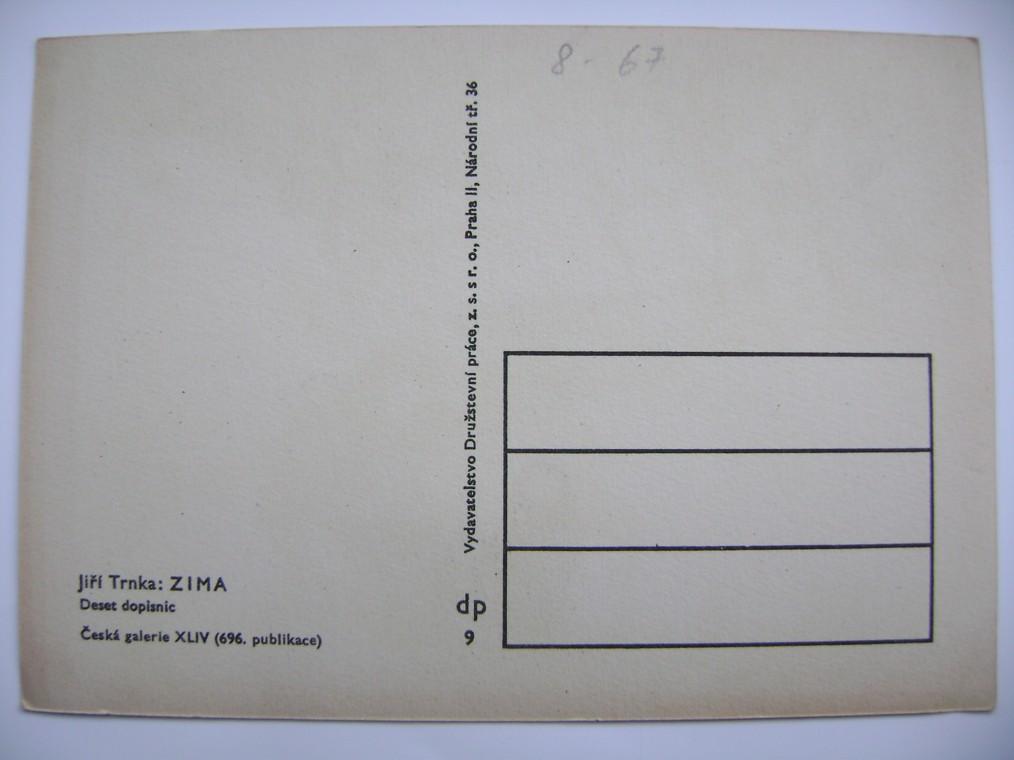 8 - 67
Vydavatelstvo Družstevní práce, z. s. s r. o., Praha II, Národní tř. 36
Jiří Trnka: ZIMA
Deset dopisnic
Česká galerie XLIV (696. publikace)
dp
9